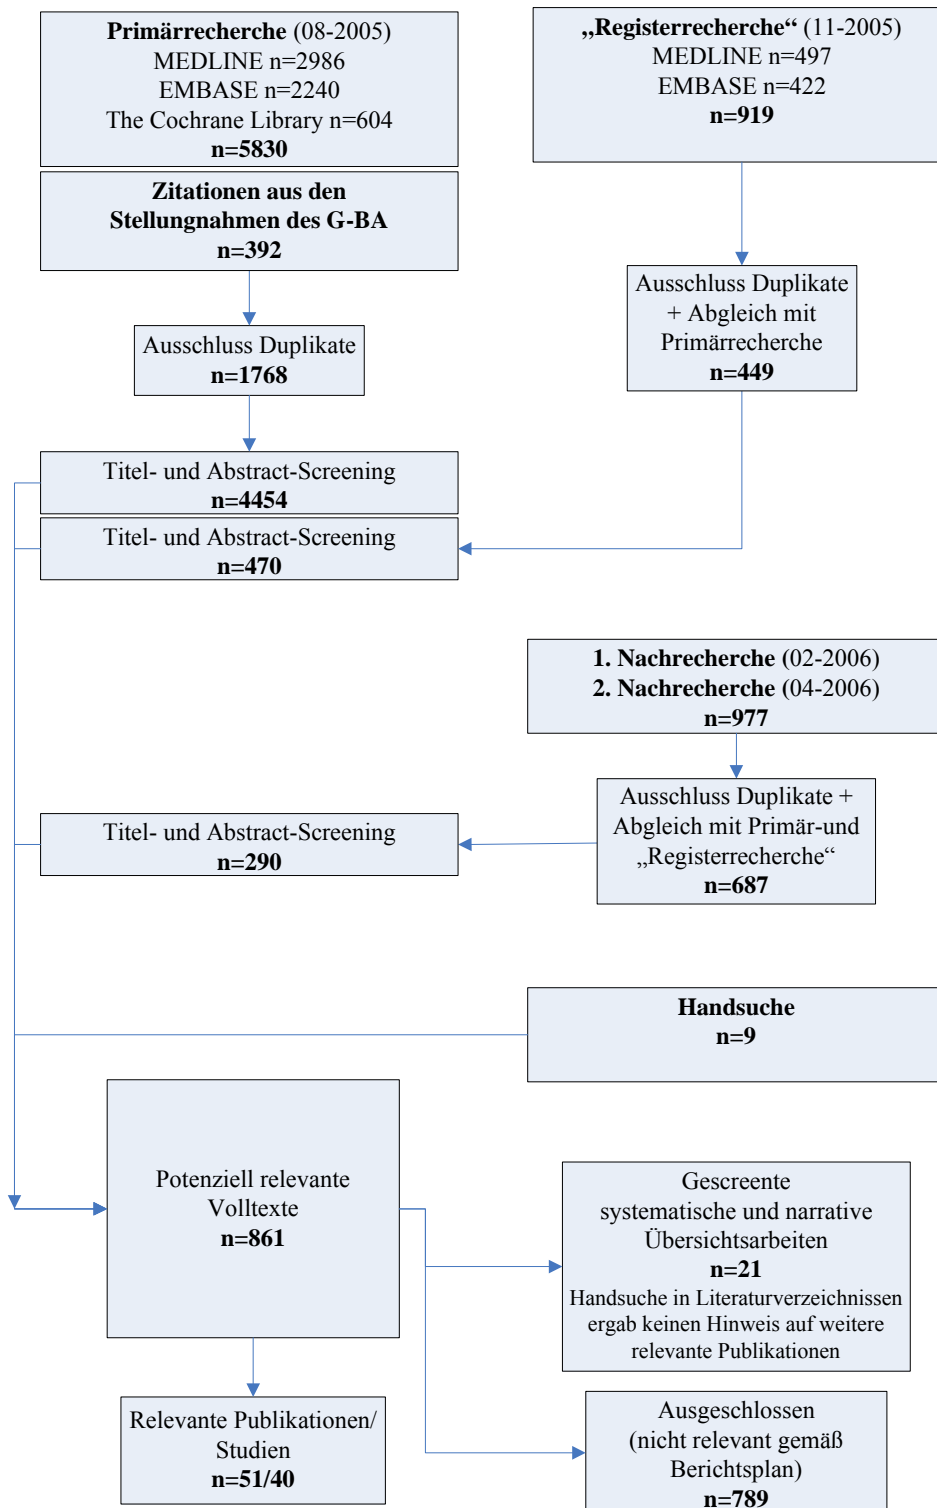 Primärrecherche (08-2005)
MEDLINE n=2986
EMBASE n=2240
The Cochrane Library n=604
n=5830
„Registerrecherche“ (11-2005)
MEDLINE n=497
EMBASE n=422
n=919
Zitationen aus den
Stellungnahmen des G-BA
n=392
Ausschluss Duplikate
+ Abgleich mit
Primärrecherche
n=449
Ausschluss Duplikate
n=1768
Titel- und Abstract-Screening
n=4454
Titel- und Abstract-Screening
n=470
1. Nachrecherche (02-2006)
2. Nachrecherche (04-2006)
n=977
Ausschluss Duplikate +
Abgleich mit Primär-und
„Registerrecherche“
n=687
Titel- und Abstract-Screening
n=290
Handsuche
n=9
Potenziell relevante
Volltexte
n=861
Gescreente
systematische und narrative
Übersichtsarbeiten
n=21
Handsuche in Literaturverzeichnissen
ergab keinen Hinweis auf weitere
relevante Publikationen
Relevante Publikationen/
Studien
n=51/40
Ausgeschlossen
(nicht relevant gemäß
Berichtsplan)
n=789